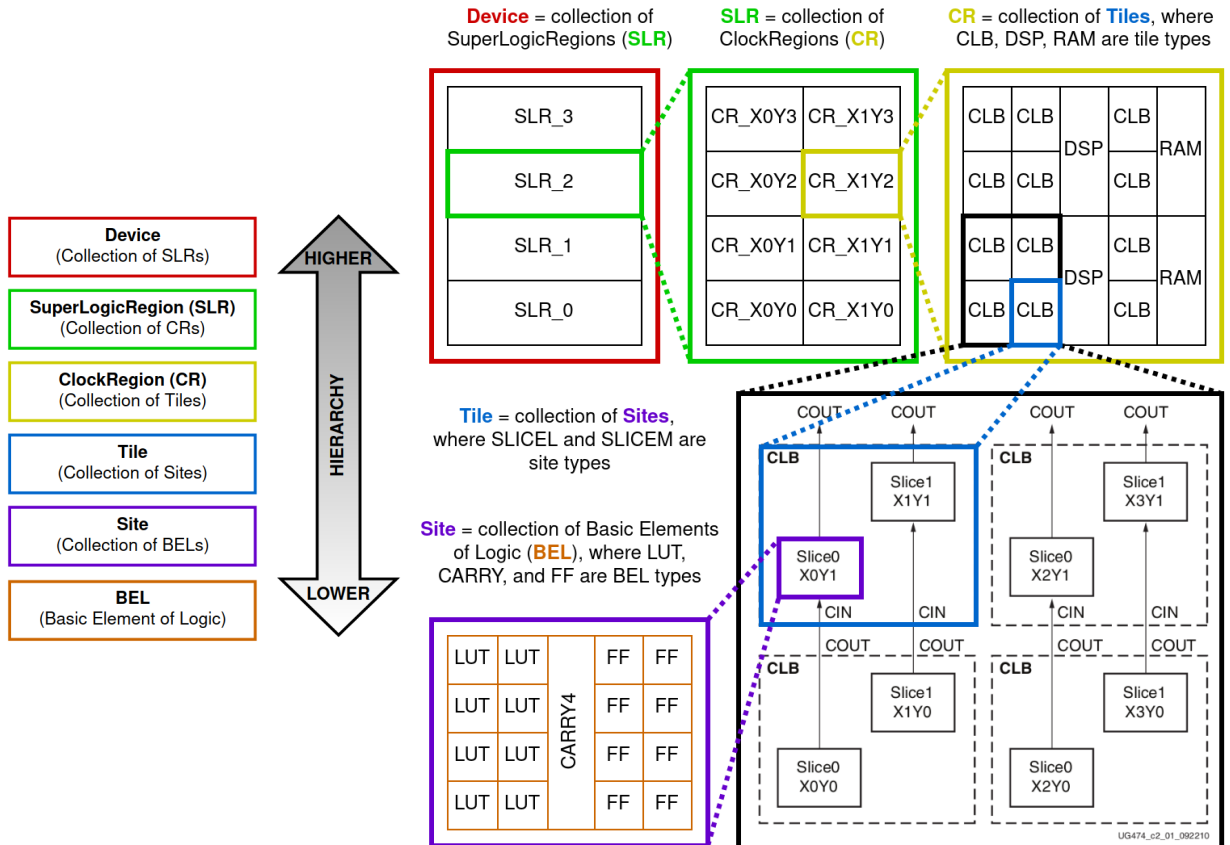 Device = collection of
SuperLogicRegions (SLR)
SLR = collection of
ClockRegions (CR)
CR = collection of Tiles, where
CLB, DSP, RAM are tile types
SLR_3
SLR_2
SLR_1
SLR_0
CR_X0Y3
CR_X1Y3
CR_X0Y2
CR_X1Y2
CR_X0Y1
CR_X1Y1
CR_X0Y0
CR_X1Y0
CLB
CLB
CLB
DSP
RAM
CLB
CLB
CLB
CLB
CLB
CLB
DSP
RAM
CLB
CLB
CLB
Device
(Collection of SLRs)
SuperLogicRegion (SLR)
(Collection of CRs)
ClockRegion (CR)
(Collection of Tiles)
Tile
(Collection of Sites)
Site
(Collection of BELs)
BEL
(Basic Element of Logic)
HIGHER
HIERARCHY
LOWER
Tile = collection of Sites,
where SLICEL and SLICEM are
site types
Site = collection of Basic Elements
of Logic (BEL), where LUT,
CARRY, and FF are BEL types
LUT
LUT
FF
FF
LUT
LUT
FF
FF
CARRY4
LUT
LUT
FF
FF
LUT
LUT
FF
FF
COUT
COUT
COUT
COUT
CLB
Slice1
X1Y1
Slice0
X0Y1
CIN
CIN
CLB
Slice1
X3Y1
Slice0
X2Y1
CIN
CIN
COUT
COUT
COUT
COUT
CLB
Slice1
X1Y0
Slice0
X0Y0
CLB
Slice1
X3Y0
Slice0
X2Y0
UG474_c2_01_092210